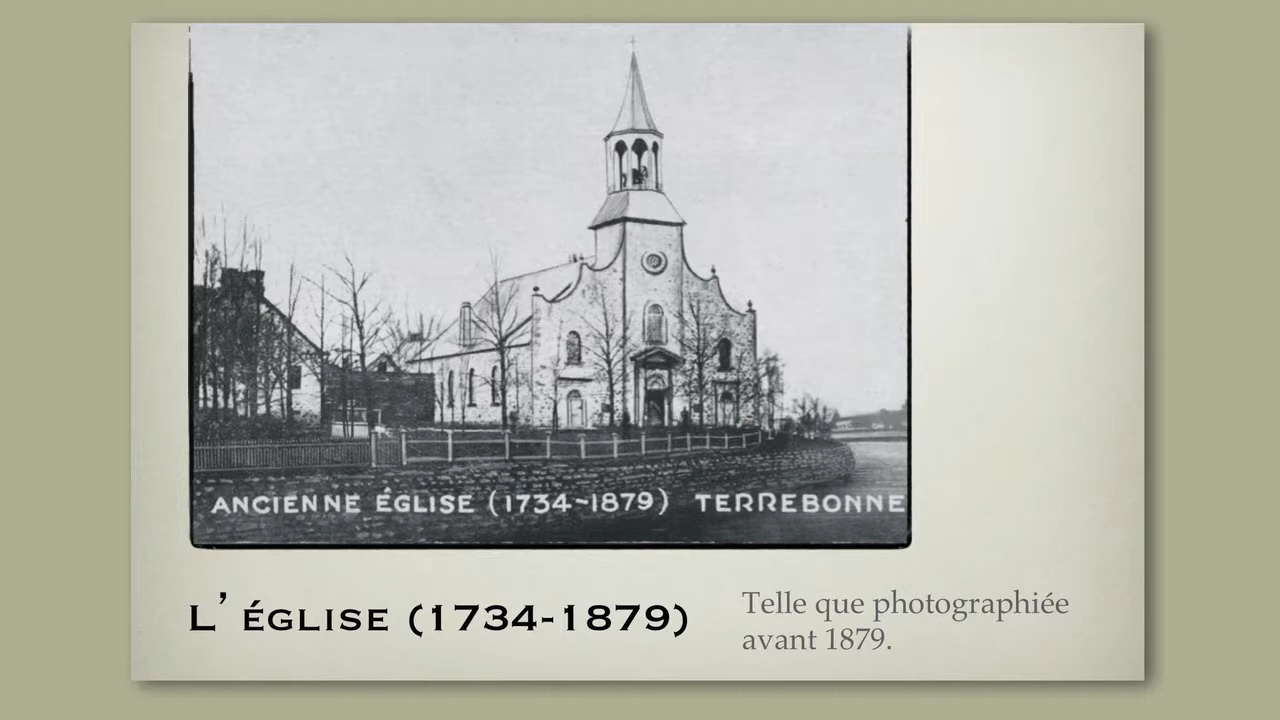 ANCIENNE ÉGLISE (1734~1879) TERREBONNE
L'ÉGLISE (1734-1879)
Telle que photographiée
avant 1879.